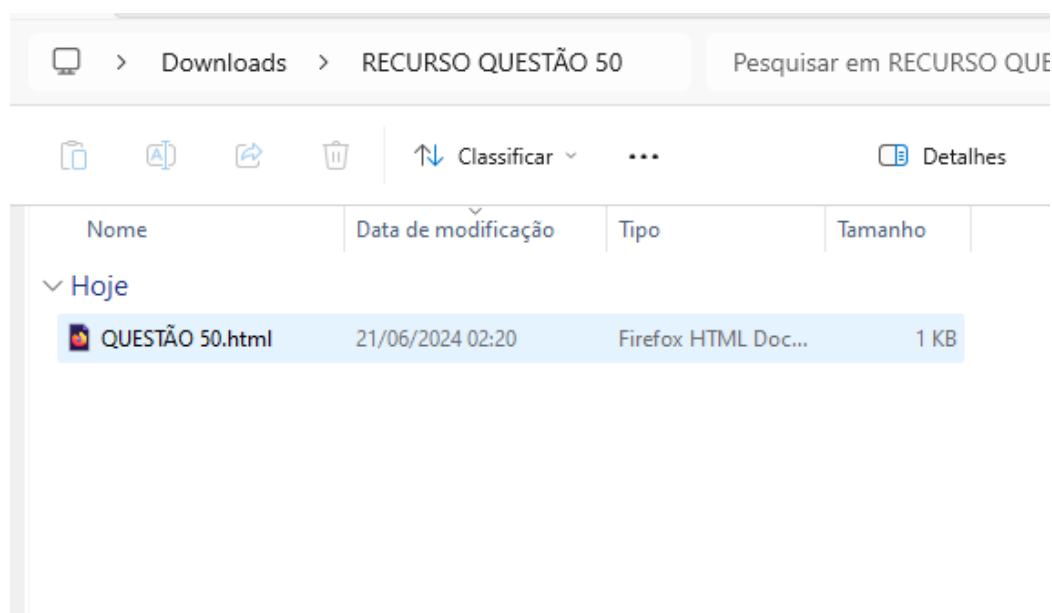 Downloads > RECURSO QUESTÃO 50 Pesquisar em RECURSO QUE
Classificar ... Detalhes
Nome Data de modificação Tipo Tamanho
Hoje
QUESTÃO 50.html 21/06/2024 02:20 Firefox HTML Doc... 1 KB